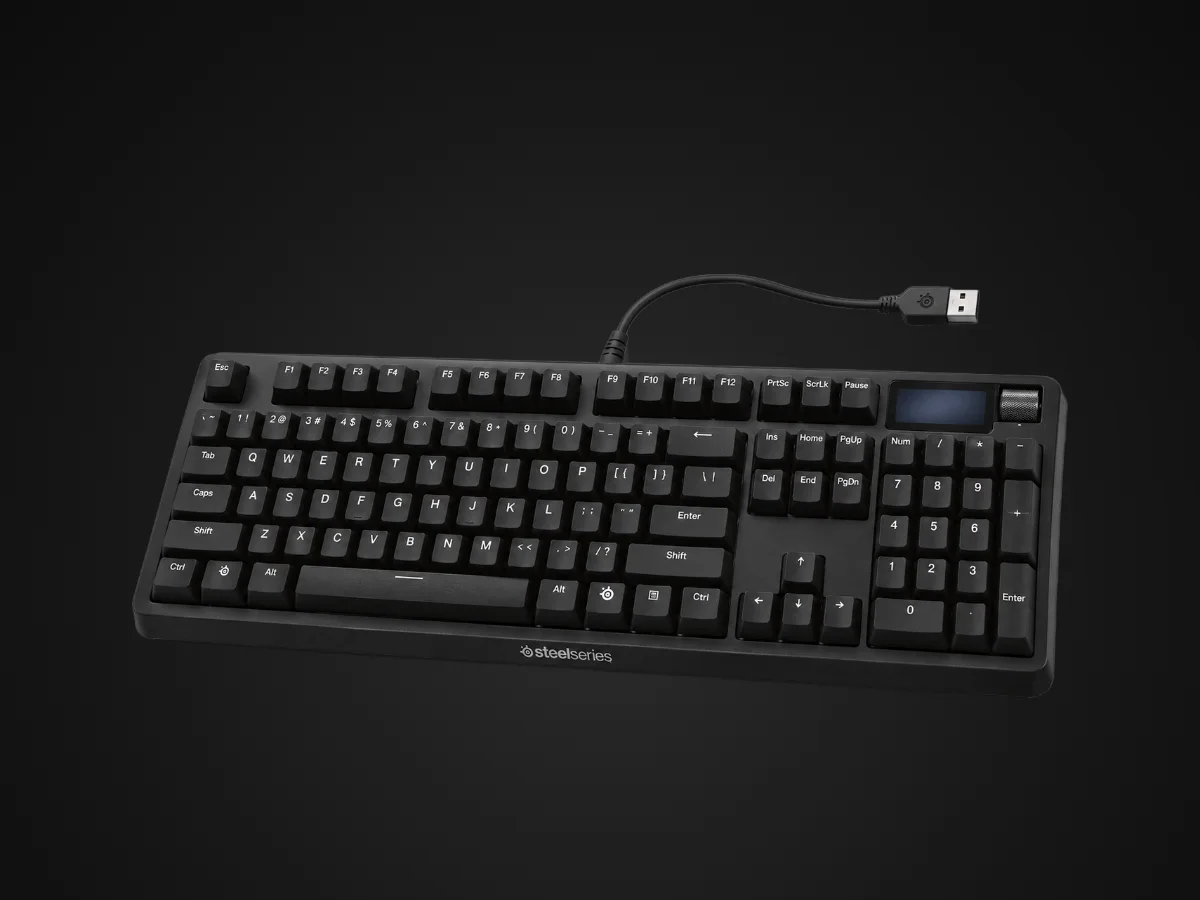 Esc F1 F2 F3 F4 F5 F6 F7 F8 F9 F10 F11 F12 PrtSc ScrLk Pause
` ~ 1 ! 2 @ 3 # 4 $ 5 % 6 ^ 7 & 8 * 9 ( 0 ) - _ = + ← Ins Home PgUp Num / * -
Tab Q W E R T Y U I O P [ { ] } \ | Del End PgDn 7 8 9 +
Caps A S D F G H J K L ; : ' " Enter 4 5 6
Shift Z X C V B N M , < . > / ? Shift ↑ 1 2 3 Enter
Ctrl Alt Alt Ctrl ← ↓ → 0 .
steelseries